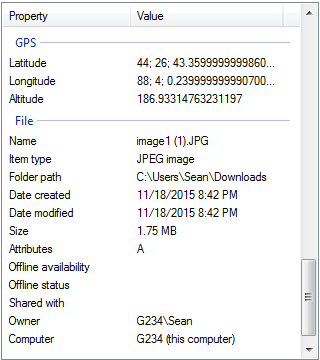 Property Value
GPS
Latitude 44; 26; 43.3599999999860...
Longitude 88; 4; 0.239999999990700...
Altitude 186.93314763231197
File
Name image1 (1).JPG
Item type JPEG image
Folder path C:\Users\Sean\Downloads
Date created 11/18/2015 8:42 PM
Date modified 11/18/2015 8:42 PM
Size 1.75 MB
Attributes A
Offline availability
Offline status
Shared with
Owner G234\Sean
Computer G234 (this computer)